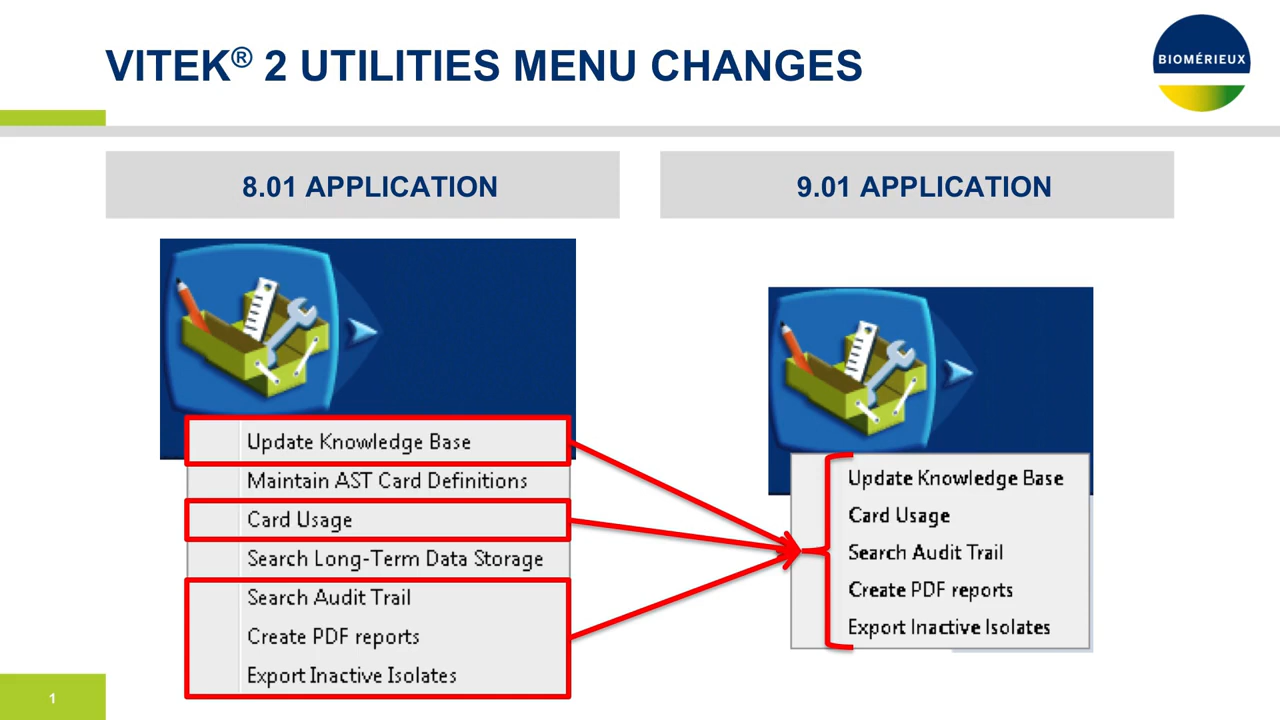 VITEK® 2 UTILITIES MENU CHANGES
BIOMÉRIEUX
8.01 APPLICATION
Update Knowledge Base
Maintain AST Card Definitions
Card Usage
Search Long-Term Data Storage
Search Audit Trail
Create PDF reports
Export Inactive Isolates
9.01 APPLICATION
Update Knowledge Base
Card Usage
Search Audit Trail
Create PDF reports
Export Inactive Isolates
1